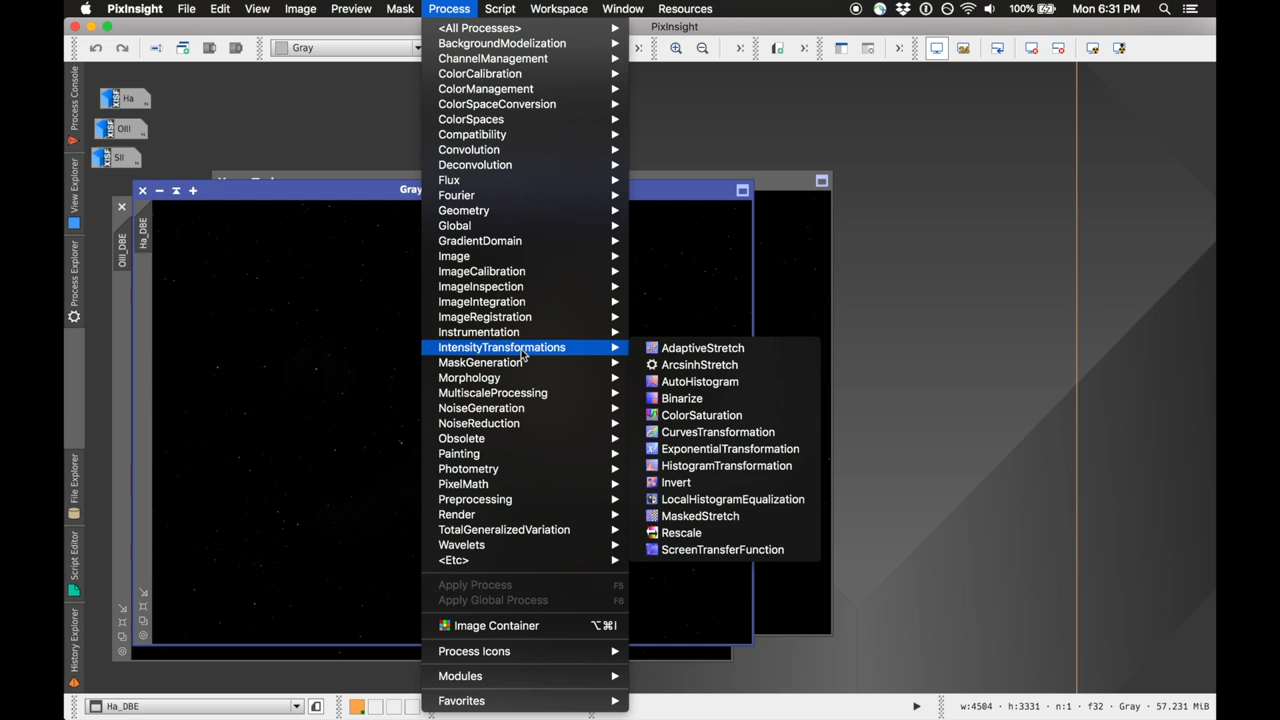 PixInsight File Edit View Image Preview Mask Process Script Workspace Window Resources 100% Mon 6:31 PM
PixInsight
Gray
<All Processes>
BackgroundModelization
ChannelManagement
ColorCalibration
ColorManagement
ColorSpaceConversion
ColorSpaces
Compatibility
Convolution
Deconvolution
Flux
Fourier
Geometry
Global
GradientDomain
Image
ImageCalibration
ImageInspection
ImageIntegration
ImageRegistration
Instrumentation
IntensityTransformations
MaskGeneration
Morphology
MultiscaleProcessing
NoiseGeneration
NoiseReduction
Obsolete
Painting
Photometry
PixelMath
Preprocessing
Render
TotalGeneralizedVariation
Wavelets
<Etc>
Apply Process F5
Apply Global Process F6
Image Container ⌥⌘I
Process Icons
Modules
Favorites
AdaptiveStretch
ArcsinhStretch
AutoHistogram
Binarize
ColorSaturation
CurvesTransformation
ExponentialTransformation
HistogramTransformation
Invert
LocalHistogramEqualization
MaskedStretch
Rescale
ScreenTransferFunction
Process Console
View Explorer
Process Explorer
File Explorer
Script Editor
History Explorer
XISF Ha N
XISF OIII N
XISF SII N
Gray
OIII_DBE
Ha_DBE
Ha_DBE
w:4504 · h:3331 · n:1 · f32 · Gray · 57.231 MiB